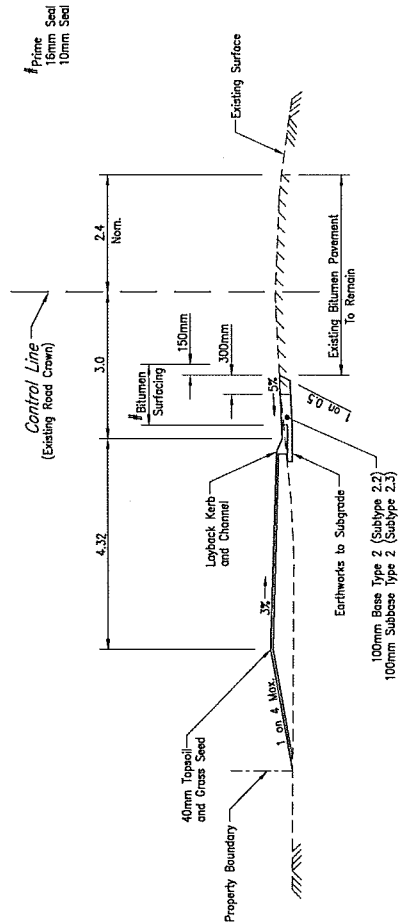 # Prime
16mm Seal
10mm Seal
Control Line
(Existing Road Crown)
4.32
3.0
2.4
Nom.
# Bitumen
Surfacing
150mm
300mm
Existing Surface
Existing Bitumen Pavement
To Remain
Layback Kerb
and Channel
3%
5%
1 on 0.5
40mm Topsoil
and Grass Seed
1 on 4 Max.
Property Boundary
Earthworks to Subgrade
100mm Base Type 2 (Subtype 2.2)
100mm Subbase Type 2 (Subtype 2.3)